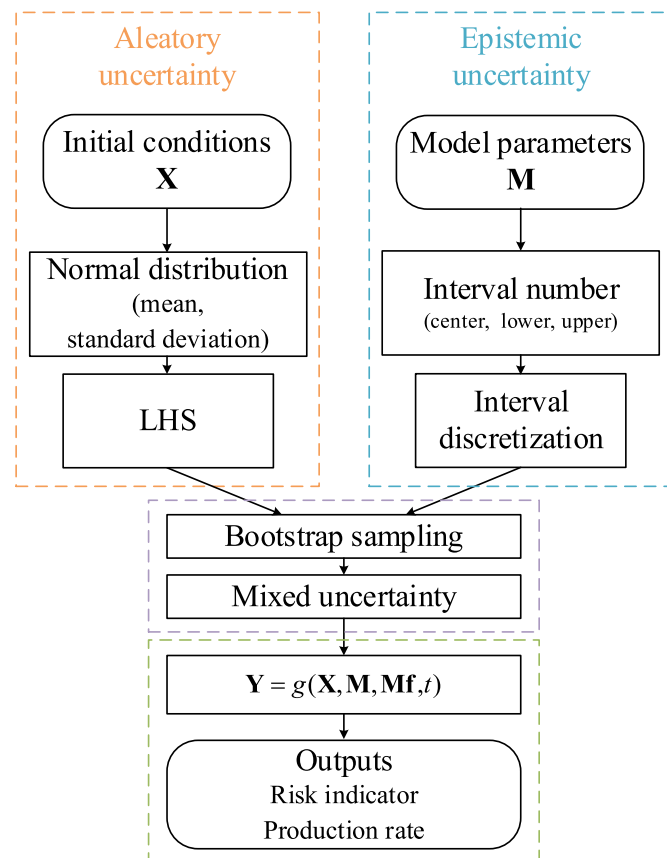 Aleatory
uncertainty
Initial conditions
X
Normal distribution
(mean,
standard deviation)
LHS
Epistemic
uncertainty
Model parameters
M
Interval number
(center, lower, upper)
Interval
discretization
Bootstrap sampling
Mixed uncertainty
Y = g(X, M, Mf,t)
Outputs
Risk indicator
Production rate